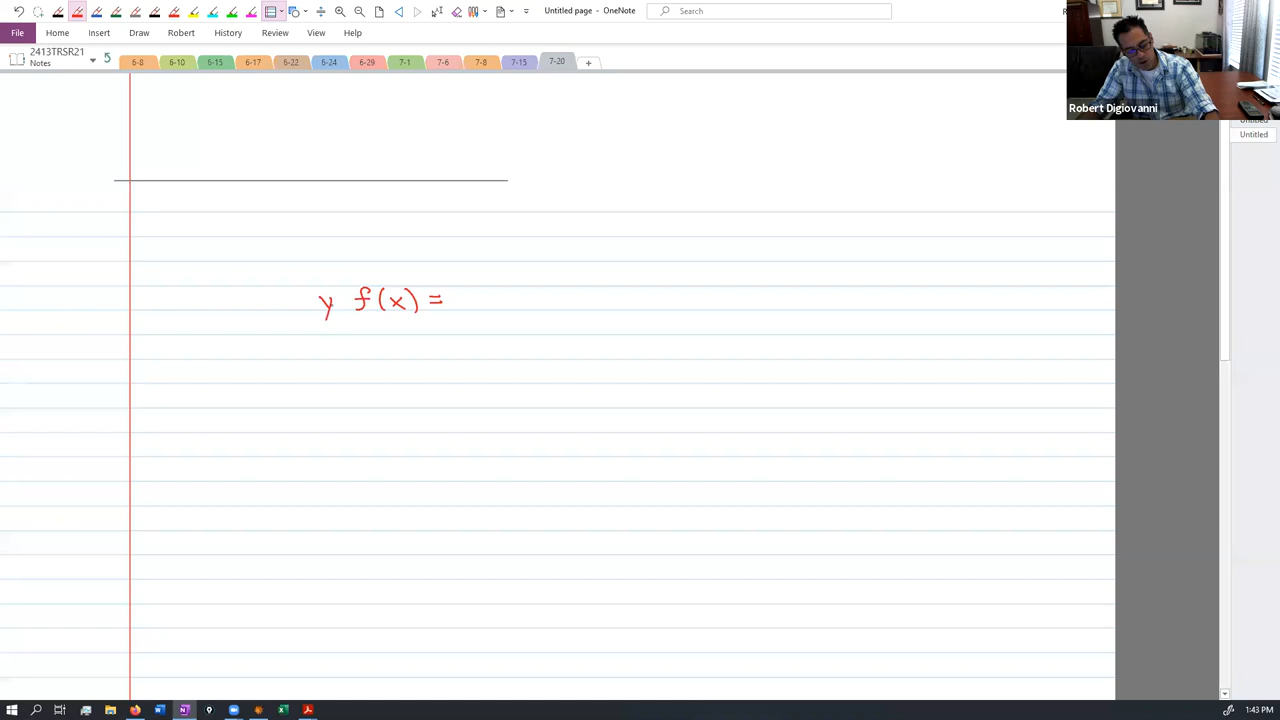 Untitled page - OneNote
Search
File Home Insert Draw Robert History Review View Help
2413TRSR21
Notes
6-8 6-10 6-15 6-17 6-22 6-24 6-29 7-1 7-6 7-8 7-15 7-20
Robert Digiovanni
Untitled
Untitled
y f(x) =
1:43 PM